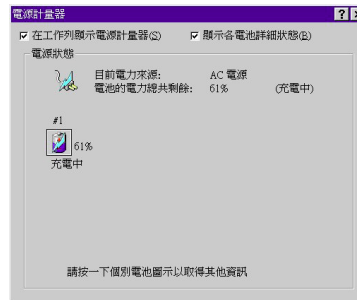 電源計量器
在工作列顯示電源計量器(S)
顯示各電池詳細狀態(B)
電源狀態
目前電力來源: AC 電源
電池的電力總共剩餘: 61% (充電中)
#1
61%
充電中
請按一下個別電池圖示以取得其他資訊